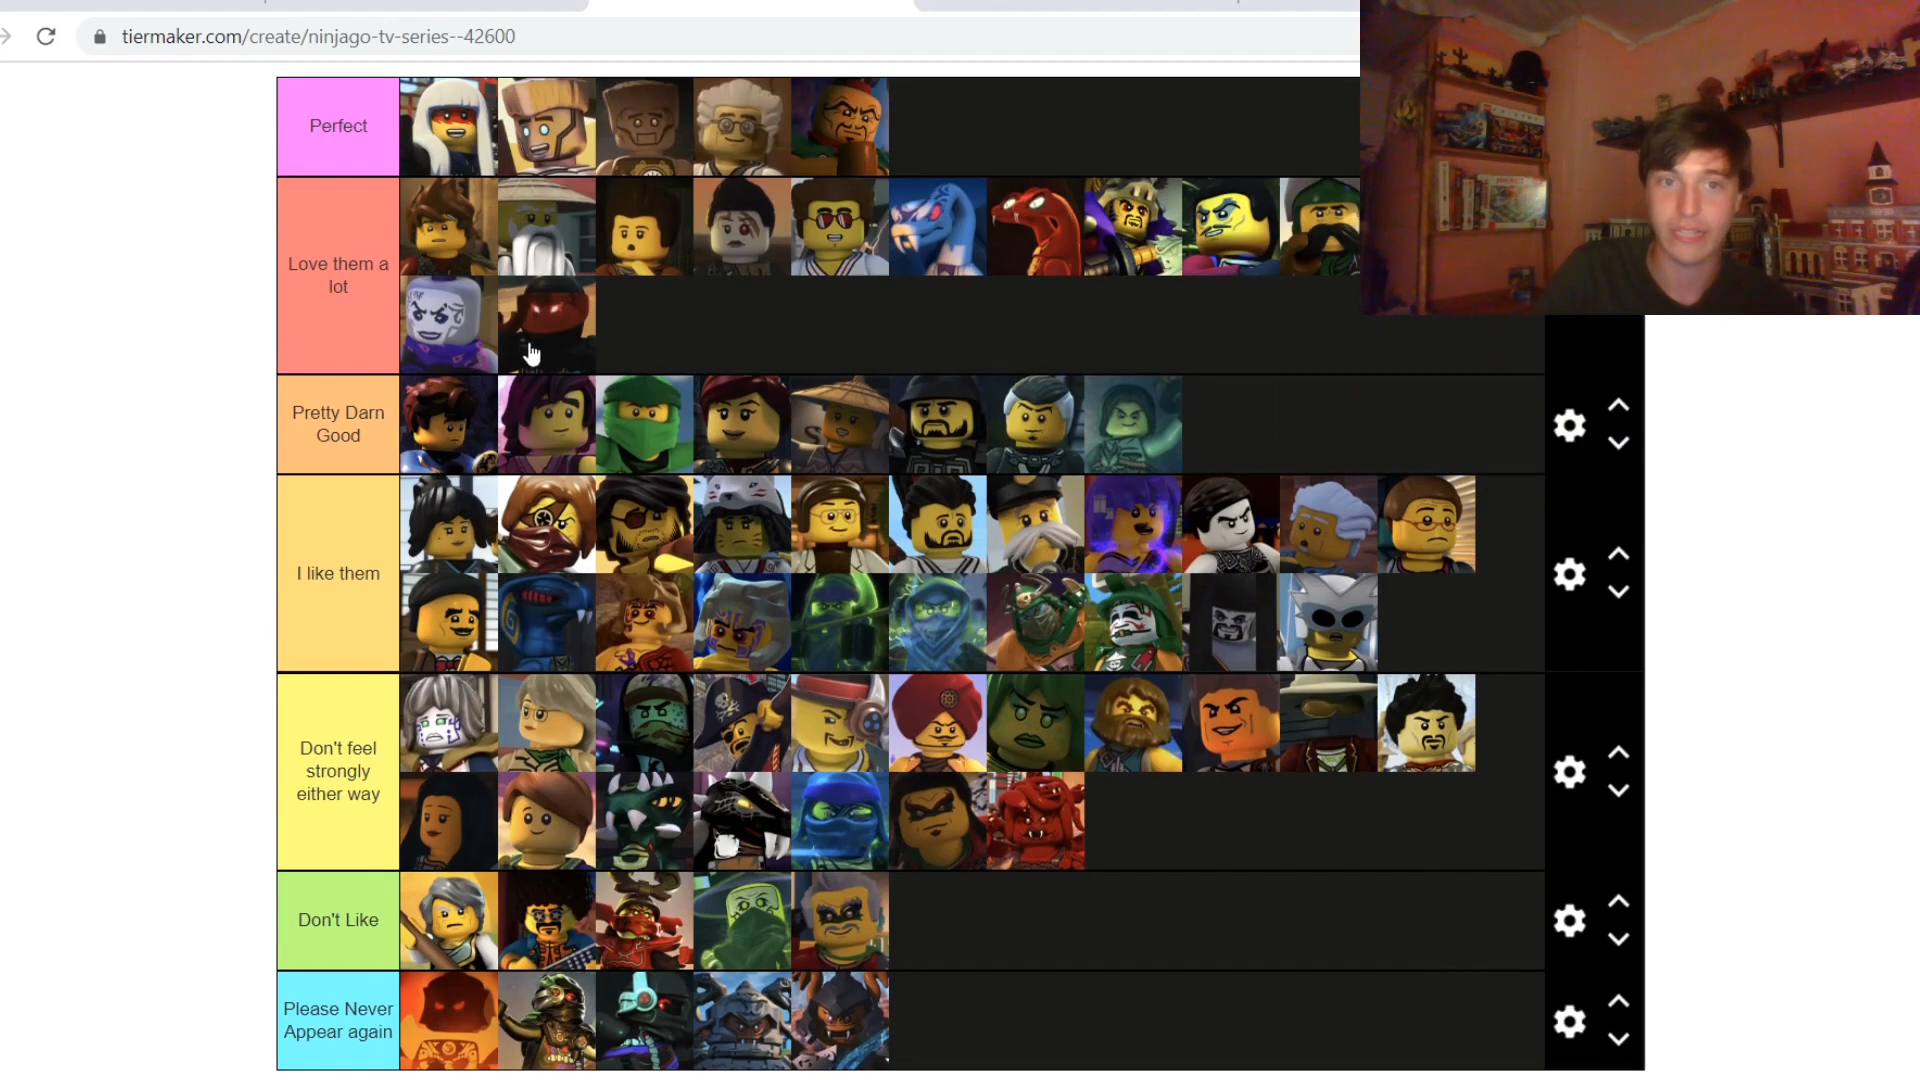 tiermaker.com/create/ninjago-tv-series--42600
Perfect
Love them a
lot
Pretty Darn
Good
I like them
Don't feel
strongly
either way
Don't Like
Please Never
Appear again